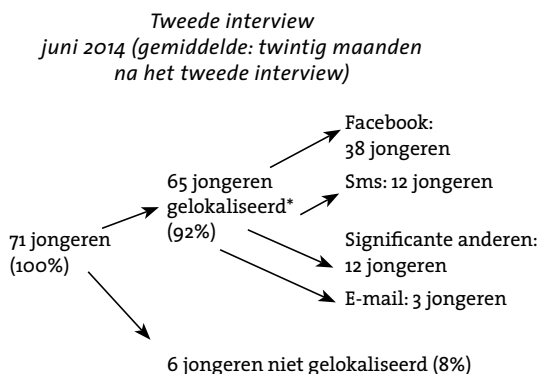 Tweede interview
juni 2014 (gemiddelde: twintig maanden
na het tweede interview)
Facebook:
38 jongeren
65 jongeren
gelokaliseerd*
(92%)
Sms: 12 jongeren
71 jongeren
(100%)
Significante anderen:
12 jongeren
E-mail: 3 jongeren
6 jongeren niet gelokaliseerd (8%)